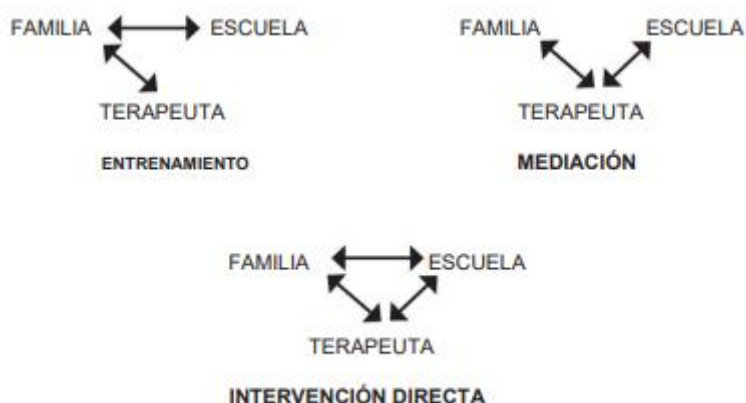 FAMILIA ESCUELA
TERAPEUTA
ENTRENAMIENTO
FAMILIA ESCUELA
TERAPEUTA
MEDIACIÓN
FAMILIA ESCUELA
TERAPEUTA
INTERVENCIÓN DIRECTA